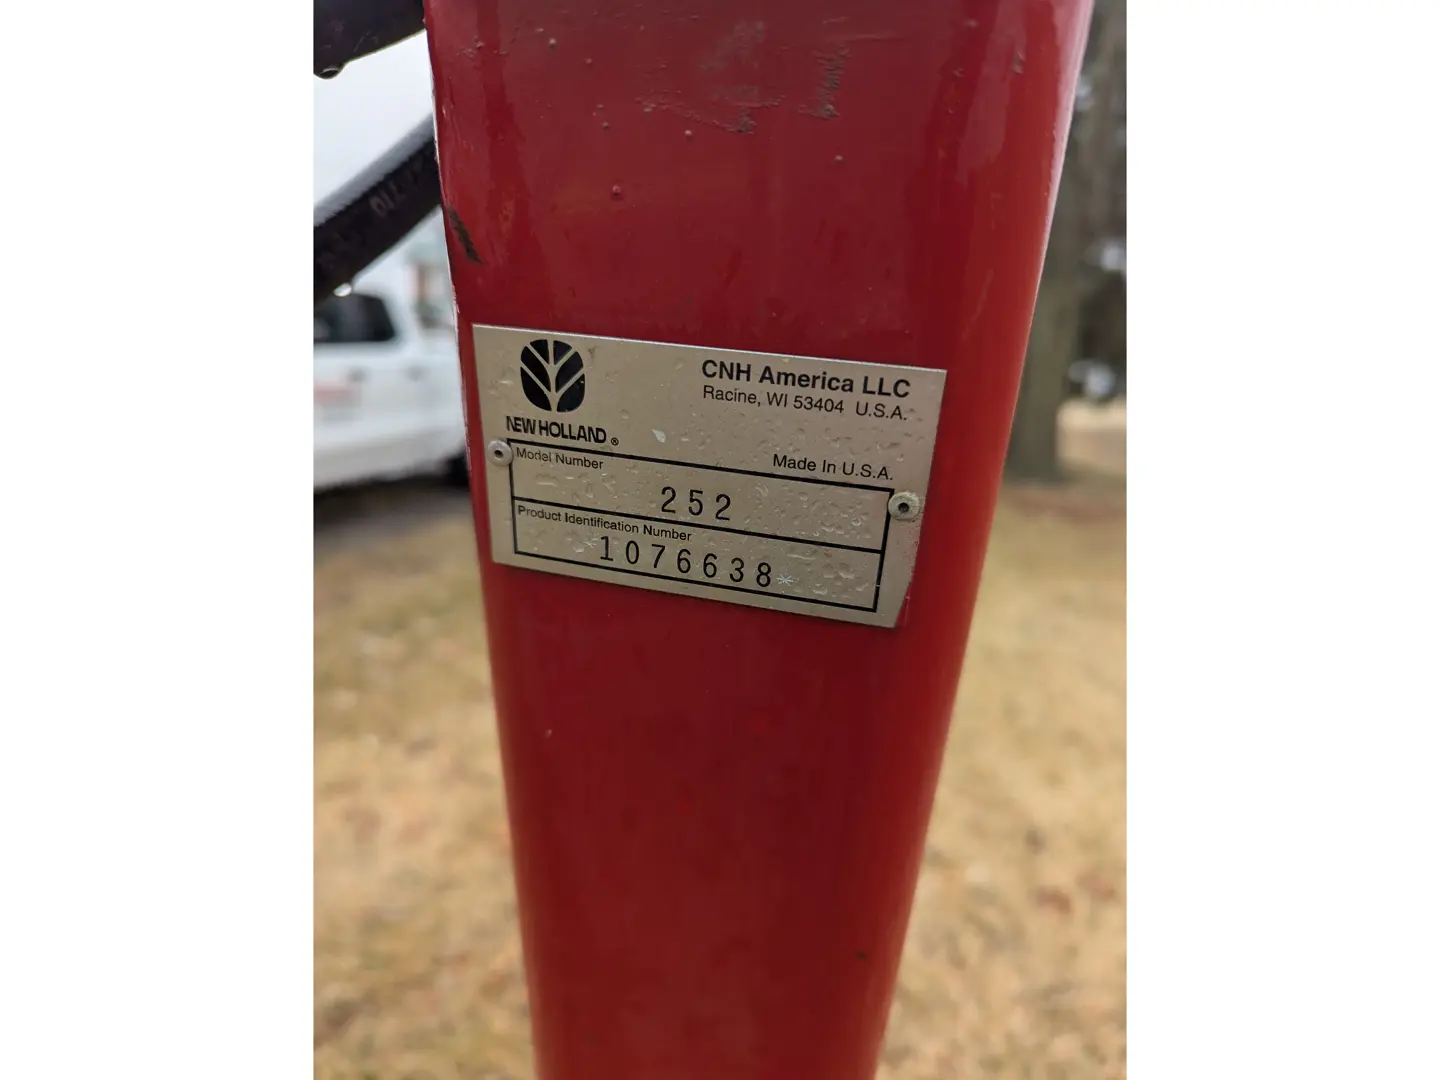 CNH America LLC
Racine, WI 53404 U.S.A.
NEW HOLLAND ®
Made In U.S.A.
Model Number
252
Product Identification Number
*1076638*